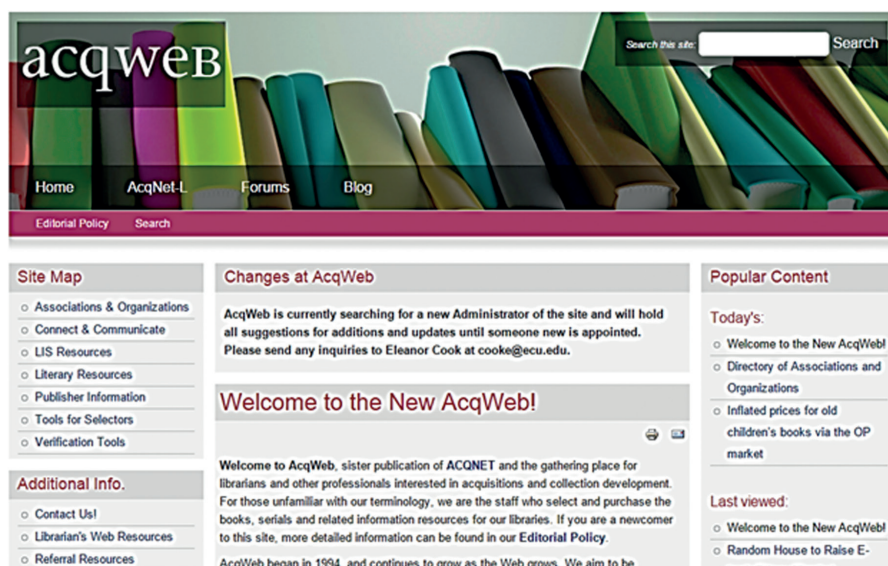 acqweB
Search this site:
Search
Home
AcqNet-L
Forums
Blog
Editorial Policy
Search
Site Map
Associations & Organizations
Connect & Communicate
LIS Resources
Literary Resources
Publisher Information
Tools for Selectors
Verification Tools
Additional Info.
Contact Us!
Librarian's Web Resources
Referral Resources
Changes at AcqWeb
AcqWeb is currently searching for a new Administrator of the site and will hold
all suggestions for additions and updates until someone new is appointed.
Please send any inquiries to Eleanor Cook at cooke@ecu.edu.
Welcome to the New AcqWeb!
Welcome to AcqWeb, sister publication of ACQNET and the gathering place for
librarians and other professionals interested in acquisitions and collection development.
For those unfamiliar with our terminology, we are the staff who select and purchase the
books, serials and related information resources for our libraries. If you are a newcomer
to this site, more detailed information can be found in our Editorial Policy.
AcqWeb began in 1994, and continues to grow as the Web grows. We aim to be
Popular Content
Today's:
Welcome to the New AcqWeb!
Directory of Associations and
Organizations
Inflated prices for old
children's books via the OP
market
Last viewed:
Welcome to the New AcqWeb!
Random House to Raise E-